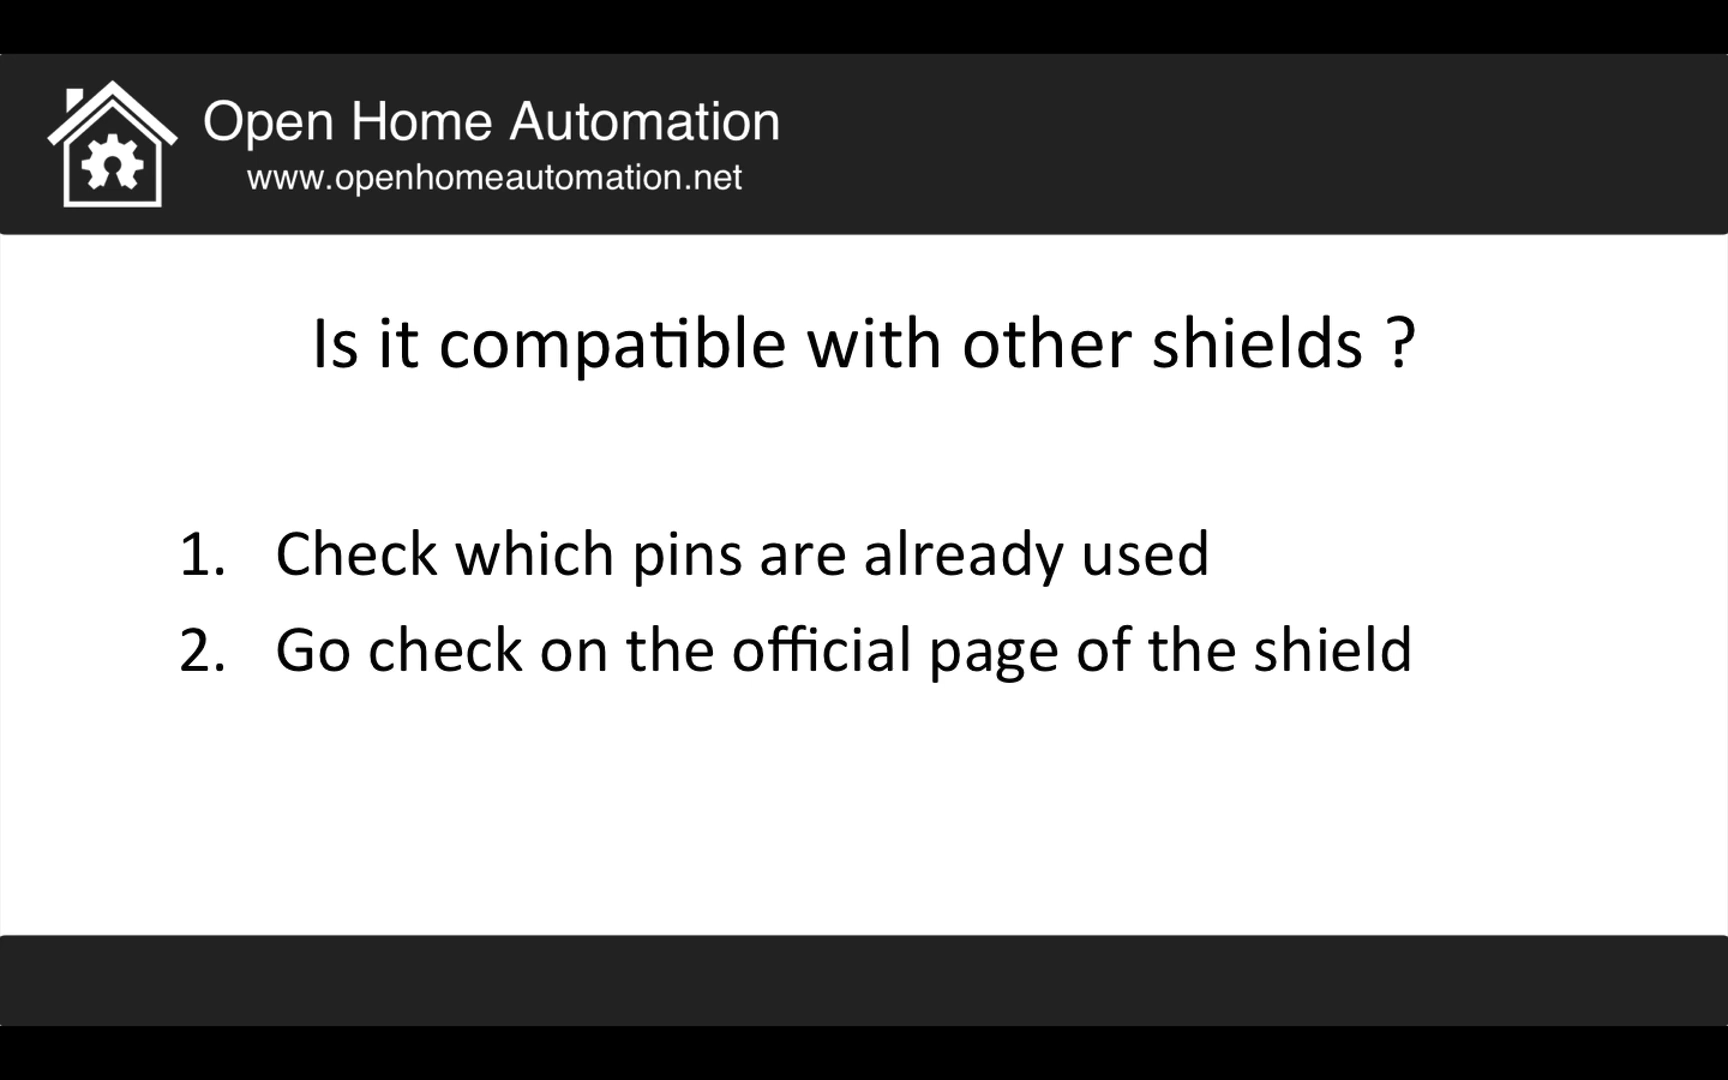 Open Home Automation
www.openhomeautomation.net
Is it compatible with other shields ?
1. Check which pins are already used
2. Go check on the official page of the shield